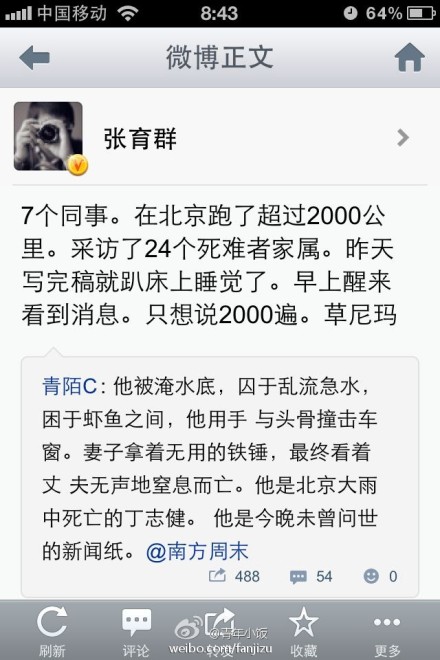 中国移动 8:43 64%
微博正文
张育群
7个同事。在北京跑了超过2000公
里。采访了24个死难者家属。昨天
写完稿就趴床上睡觉了。早上醒来
看到消息。只想说2000遍。草尼玛
青陌C: 他被淹水底，囚于乱流急水，
困于虾鱼之间，他用手 与头骨撞击车
窗。妻子拿着无用的铁锤，最终看着
丈 夫无声地窒息而亡。他是北京大雨
中死亡的丁志健。 他是今晚未曾问世
的新闻纸。@南方周末
488 54 0
刷新 评论 转发 收藏 更多
@青年小饭
weibo.com/fanjizu